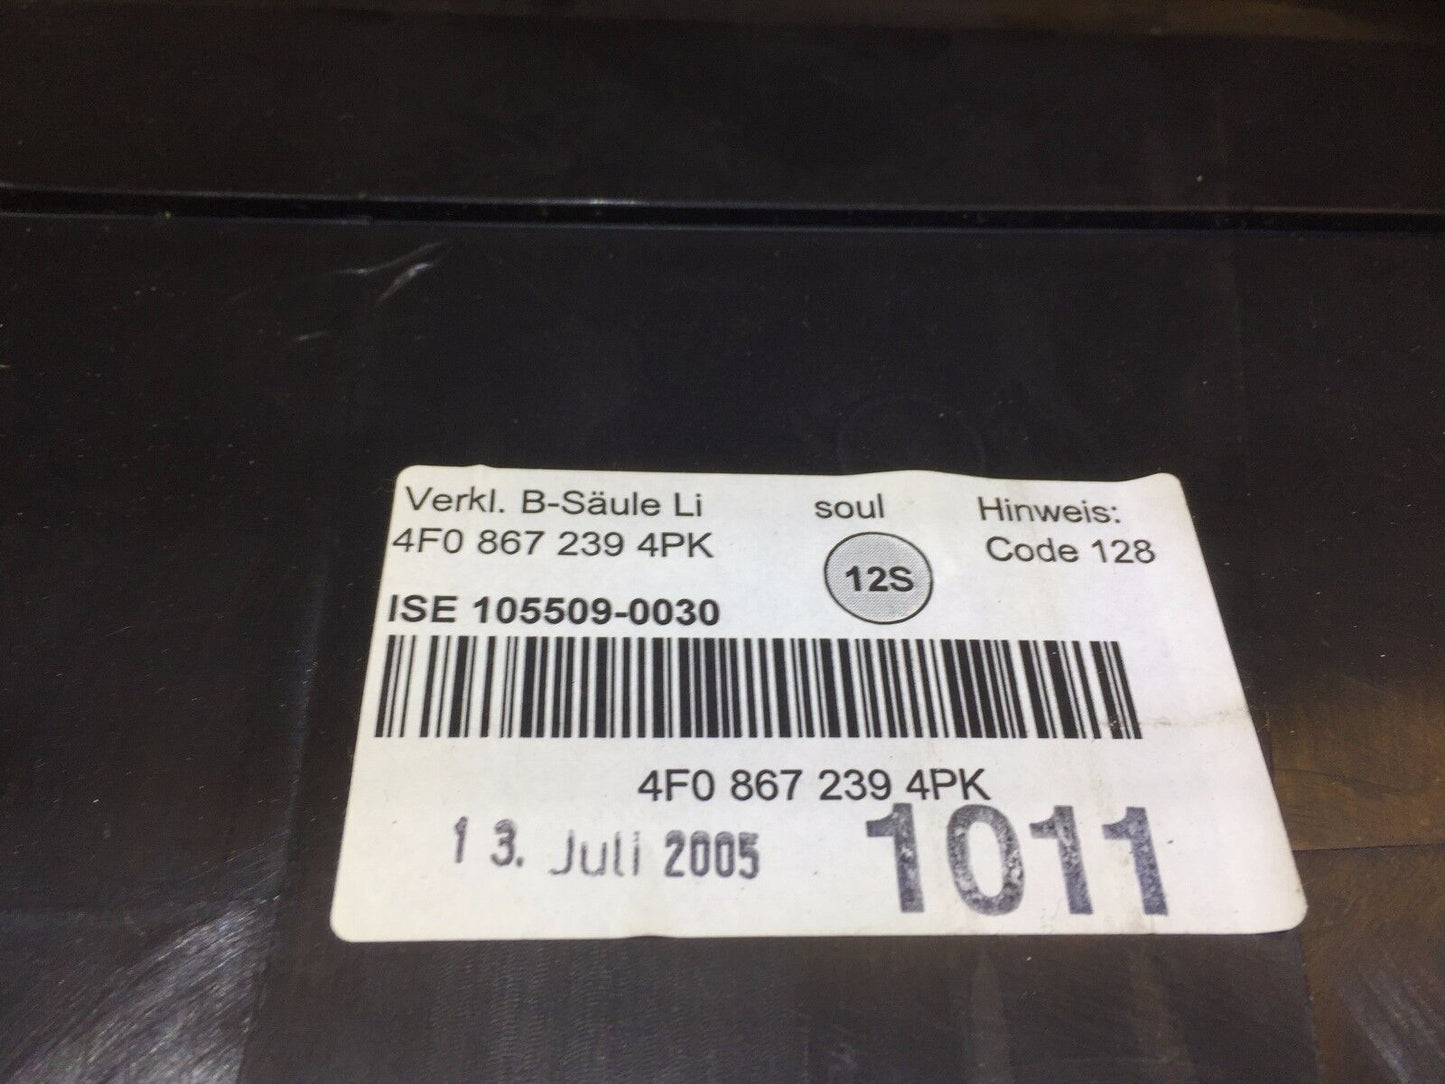 Verkl. B-Säule Li
4F0 867 239 4PK
soul
12S
Hinweis:
Code 128
ISE 105509-0030
4F0 867 239 4PK
13. Juli 2005
1011